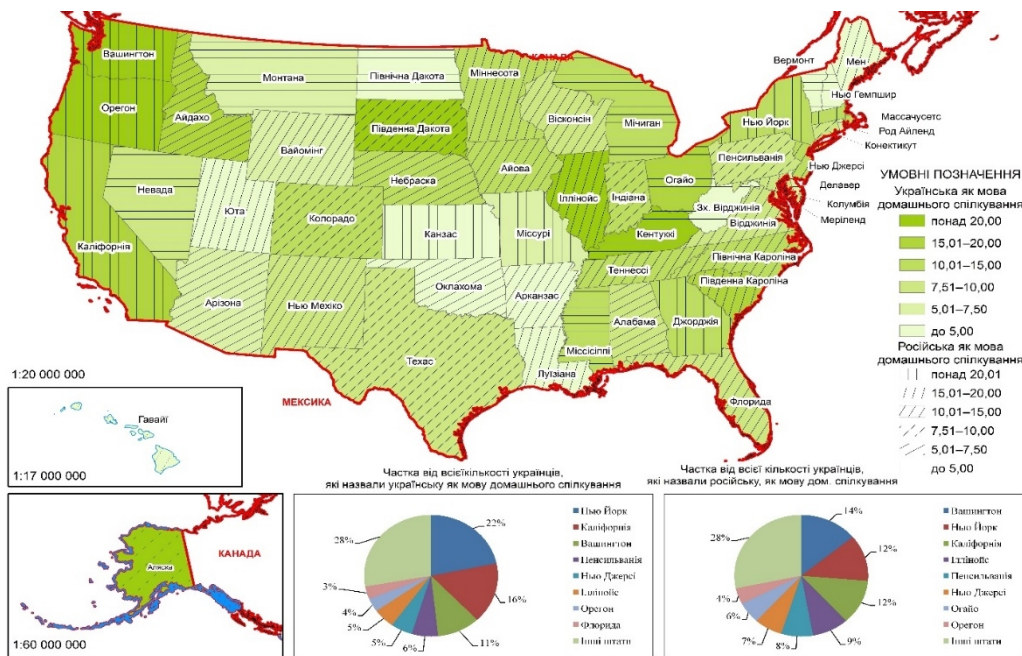 КАНАДА
Вашингтон
Монтана
Північна Дакота
Міннесота
Вермонт
Мен
Орегон
Айдахо
Південна Дакота
Вісконсін
Мічиган
Нью Йорк
Нью Гемпшир
Массачусетс
Род Айленд
Конектикут
Вайомінг
Айова
Пенсильванія
Нью Джерсі
Невада
Небраска
Іллінойс
Індіана
Огайо
Делавер
Юта
Колорадо
Зх. Вірджинія
Колумбія
Каліфорнія
Канзас
Міссурі
Кентуккі
Вірджинія
Меріленд
Північна Кароліна
Арізона
Нью Мехіко
Оклахома
Арканзас
Теннессі
Південна Кароліна
Алабама
Джорджія
Техас
Міссісіппі
Луїзіана
Флорида
МЕКСИКА
УМОВНІ ПОЗНАЧЕННЯ
Українська як мова
домашнього спілкування
понад 20,00
15,01–20,00
10,01–15,00
7,51–10,00
5,01–7,50
до 5,00
Російська як мова
домашнього спілкування
понад 20,01
15,01–20,00
10,01–15,00
7,51–10,00
5,01–7,50
до 5,00
1:20 000 000
Гавайї
1:17 000 000
Аляска
КАНАДА
1:60 000 000
Частка від всієїкількості українців,
які назвали українську як мову домашнього спілкування
22%
16%
11%
6%
5%
5%
4%
3%
28%
Нью Йорк
Каліфорнія
Вашингтон
Пенсильванія
Нью Джерсі
Іллінойс
Орегон
Флорида
Інші штати
Частка від всієї кількості українців,
які назвали російську, як мову дом. спілкування
14%
12%
12%
9%
8%
7%
6%
4%
28%
Вашингтон
Нью Йорк
Каліфорнія
Іллінойс
Пенсильванія
Нью Джерсі
Огайо
Орегон
Інші штати